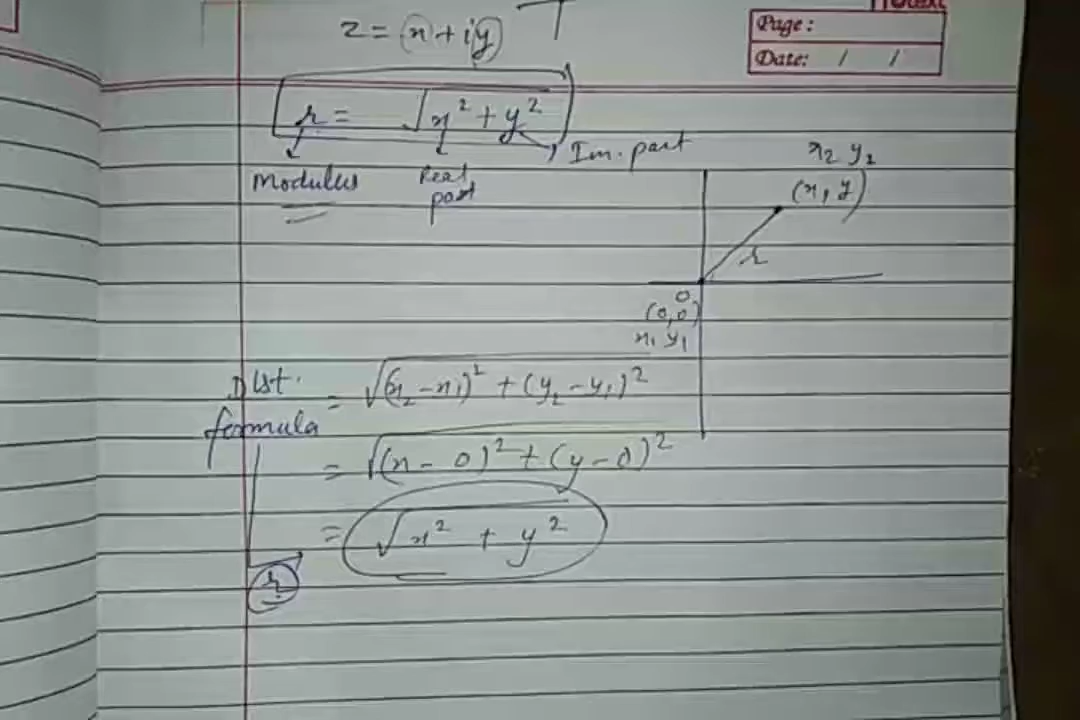 Page :
Date: / /
z = x + iy
r = √x² + y²
Modulus
Real part
Im. part
x₂ y₂
(x, y)
r
O
(0,0)
x₁ y₁
Dist. formula = √(x₂ - x₁)² + (y₂ - y₁)²
= √(x - 0)² + (y - 0)²
= √x² + y²
r